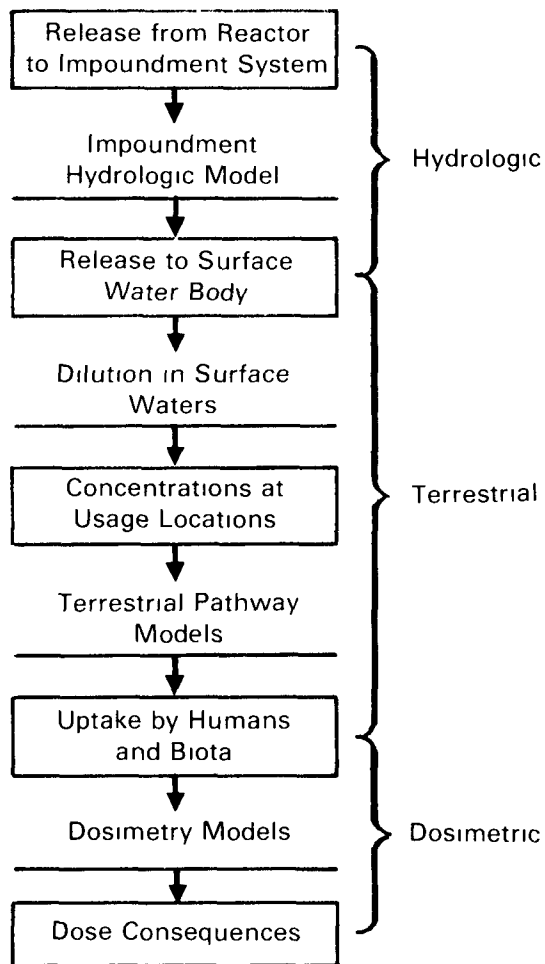 Release from Reactor
to Impoundment System
Impoundment
Hydrologic Model
Hydrologic
Release to Surface
Water Body
Dilution in Surface
Waters
Concentrations at
Usage Locations
Terrestrial
Terrestrial Pathway
Models
Uptake by Humans
and Biota
Dosimetry Models
Dosimetric
Dose Consequences